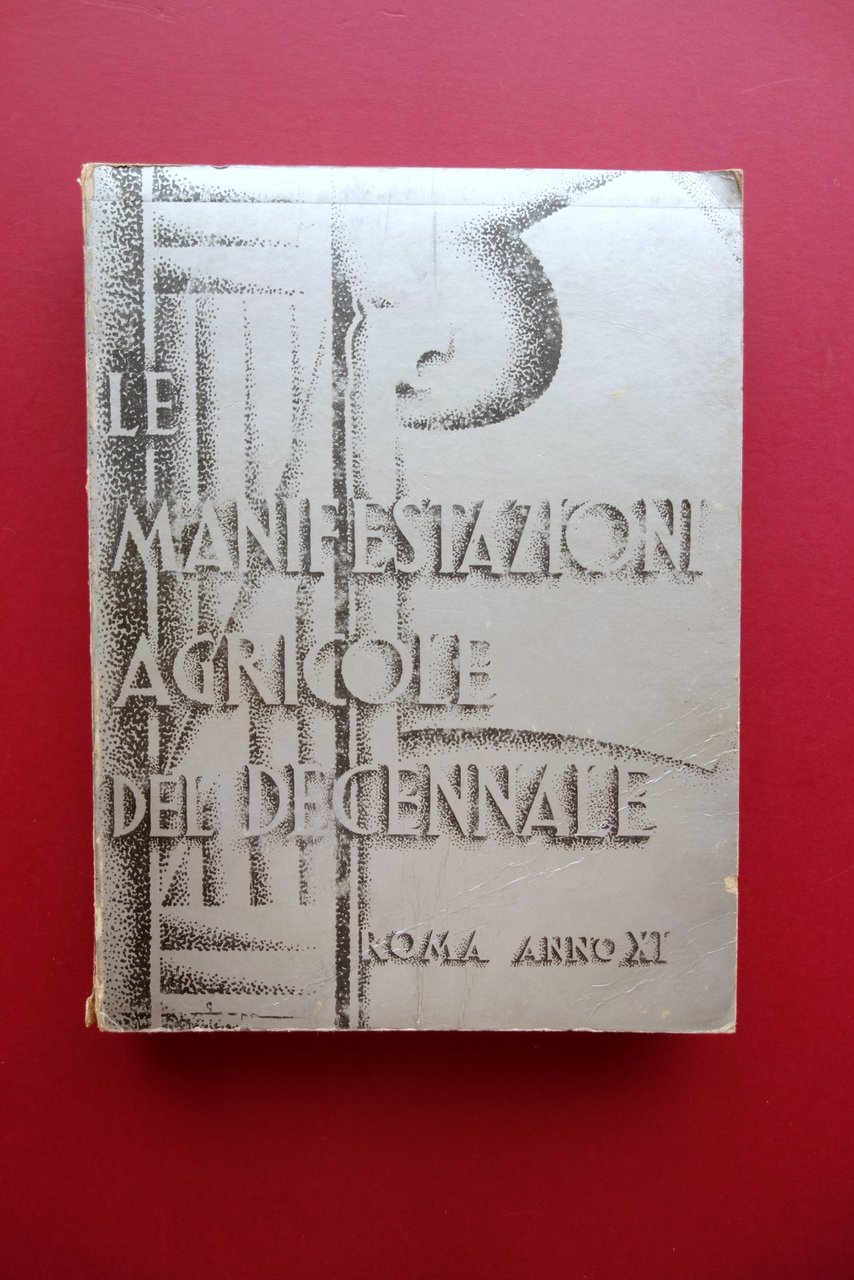 LE
MANIFESTAZIONI
AGRICOLE
DEL DECENNALE
ROMA ANNO XI